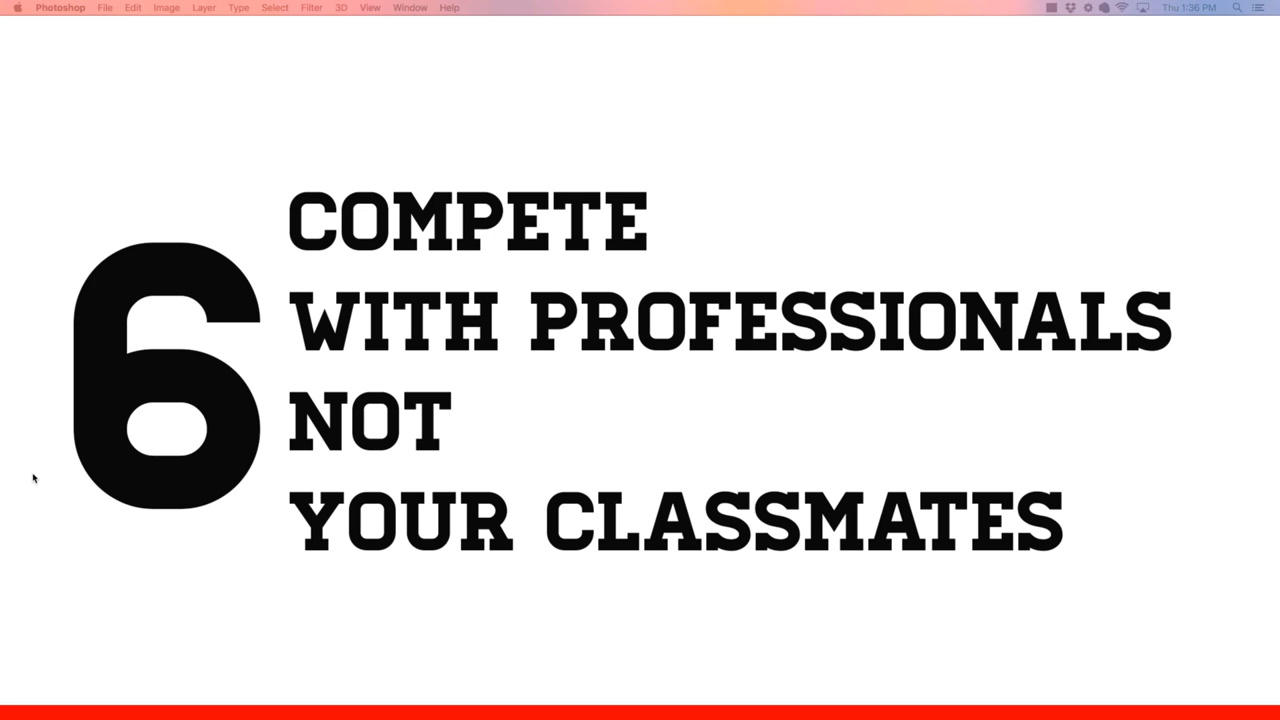 Photoshop File Edit Image Layer Type Select Filter 3D View Window Help Thu 1:36 PM
6
COMPETE
WITH PROFESSIONALS
NOT
YOUR CLASSMATES